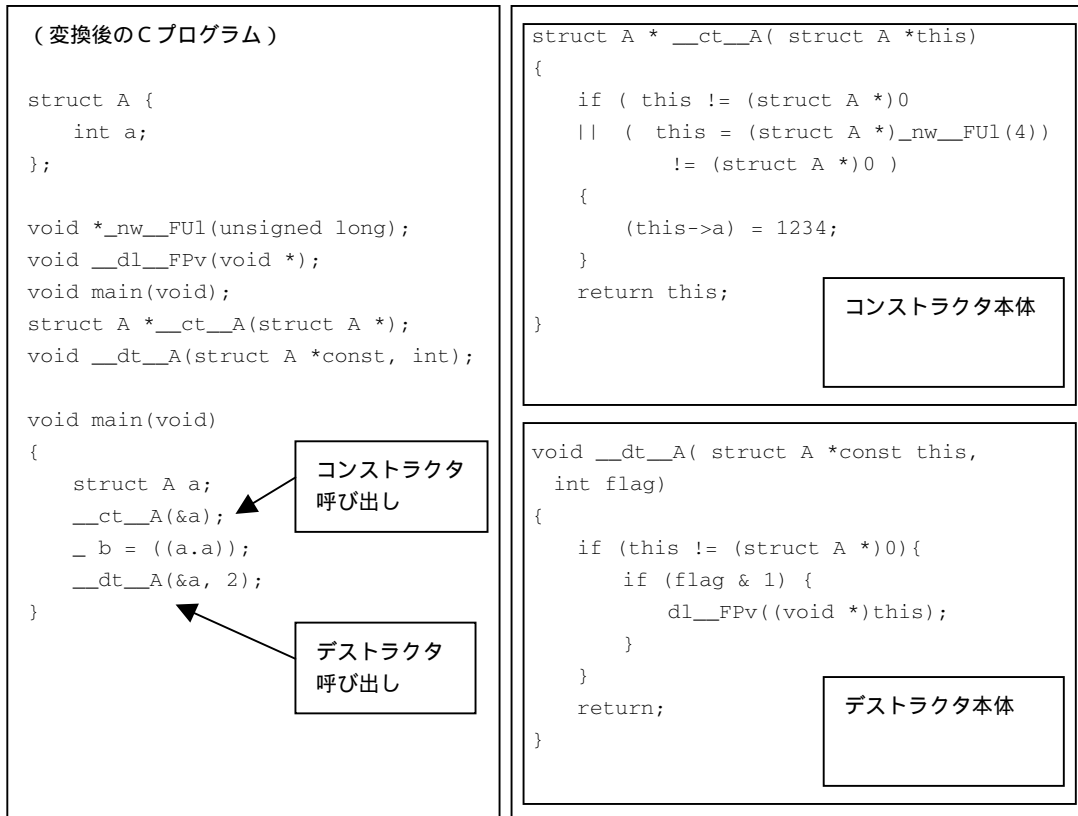 (変換後のCプログラム)
struct A {
int a;
};
void *_nw__FUl(unsigned long);
void __dl__FPv(void *);
void main(void);
struct A *__ct__A(struct A *);
void __dt__A(struct A *const, int);
void main(void)
{
struct A a;
__ct__A(&a);
_ b = ((a.a));
__dt__A(&a, 2);
}
コンストラクタ
呼び出し
デストラクタ
呼び出し
struct A * __ct__A( struct A *this)
{
if ( this != (struct A *)0
|| ( this = (struct A *)_nw__FUl(4))
!= (struct A *)0 )
{
(this->a) = 1234;
}
return this;
}
コンストラクタ本体
void __dt__A( struct A *const this,
int flag)
{
if (this != (struct A *)0){
if (flag & 1) {
dl__FPv((void *)this);
}
}
return;
}
デストラクタ本体